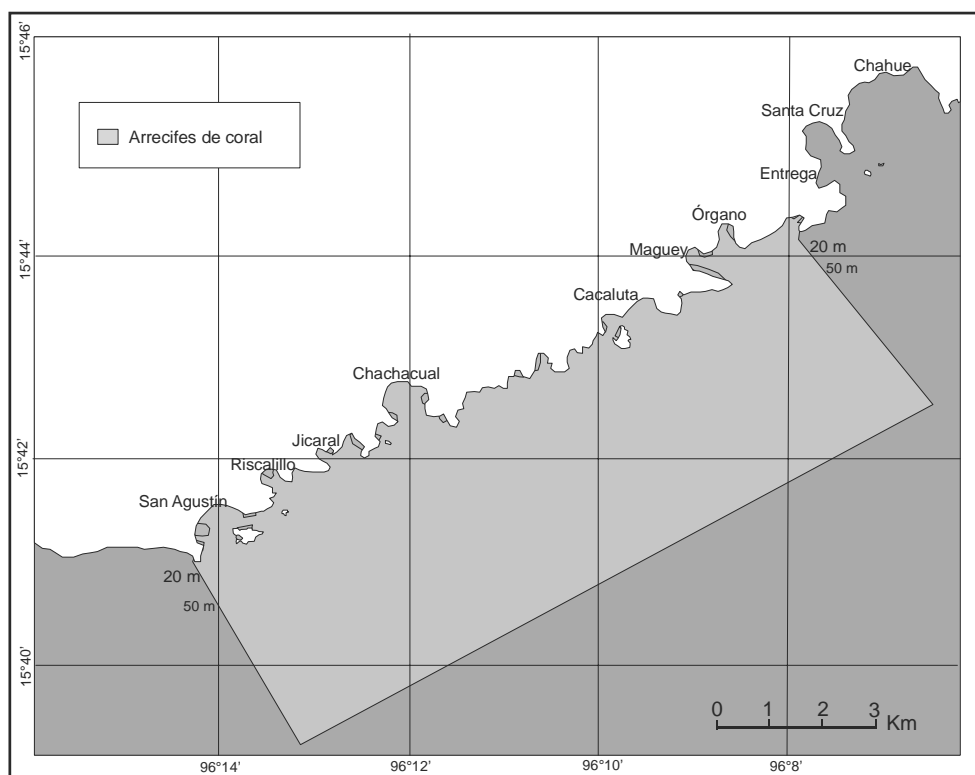 15°46'
Chahue
Santa Cruz
Arrecifes de coral
Entrega
Órgano
20 m
50 m
15°44'
Maguey
Cacaluta
Chachacual
15°42'
Jicaral
Riscalillo
San Agustín
20 m
50 m
15°40'
0 1 2 3
Km
96°14' 96°12' 96°10' 96°8'